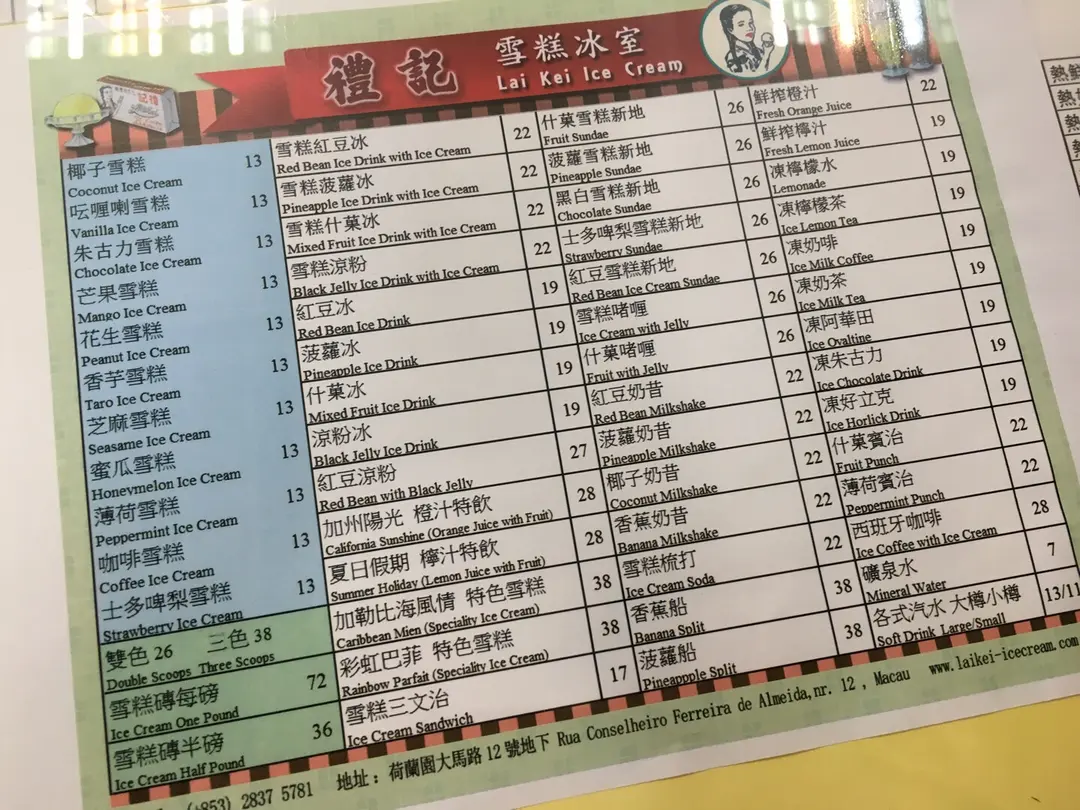 禮記 雪糕冰室
Lai Kei Ice Cream
椰子雪糕 13
Coconut Ice Cream
呍喱喇雪糕 13
Vanilla Ice Cream
朱古力雪糕 13
Chocolate Ice Cream
芒果雪糕 13
Mango Ice Cream
花生雪糕 13
Peanut Ice Cream
香芋雪糕 13
Taro Ice Cream
芝麻雪糕 13
Seasame Ice Cream
蜜瓜雪糕 13
Honeymelon Ice Cream
薄荷雪糕 13
Peppermint Ice Cream
咖啡雪糕 13
Coffee Ice Cream
士多啤梨雪糕 13
Strawberry Ice Cream
雙色 26 三色 38
Double Scoops Three Scoops
雪糕磚每磅 72
Ice Cream One Pound
雪糕磚半磅 36
Ice Cream Half Pound
雪糕紅豆冰 22
Red Bean Ice Drink with Ice Cream
雪糕菠蘿冰 22
Pineapple Ice Drink with Ice Cream
雪糕什菓冰 22
Mixed Fruit Ice Drink with Ice Cream
雪糕涼粉 22
Black Jelly Ice Drink with Ice Cream
紅豆冰 19
Red Bean Ice Drink
菠蘿冰 19
Pineapple Ice Drink
什菓冰 19
Mixed Fruit Ice Drink
涼粉冰 19
Black Jelly Ice Drink
紅豆涼粉 27
Red Bean with Black Jelly
加州陽光 橙汁特飲 28
California Sunshine (Orange Juice with Fruit)
夏日假期 檸汁特飲 28
Summer Holiday (Lemon Juice with Fruit)
加勒比海風情 特色雪糕 38
Caribbean Mien (Speciality Ice Cream)
彩虹巴菲 特色雪糕 38
Rainbow Parfait (Speciality Ice Cream)
雪糕三文治 17
Ice Cream Sandwich
什菓雪糕新地 26
Fruit Sundae
菠蘿雪糕新地 26
Pineapple Sundae
黑白雪糕新地 26
Chocolate Sundae
士多啤梨雪糕新地 26
Strawberry Sundae
紅豆雪糕新地 26
Red Bean Ice Cream Sundae
雪糕啫喱 26
Ice Cream with Jelly
什菓啫喱 26
Fruit with Jelly
紅豆奶昔 22
Red Bean Milkshake
菠蘿奶昔 22
Pineapple Milkshake
椰子奶昔 22
Coconut Milkshake
香蕉奶昔 22
Banana Milkshake
雪糕梳打 22
Ice Cream Soda
香蕉船 38
Banana Split
菠蘿船 38
Pineappple Split
鮮搾橙汁 22
Fresh Orange Juice
鮮搾檸汁 19
Fresh Lemon Juice
凍檸檬水 19
Lemonade
凍檸檬茶 19
Ice Lemon Tea
凍奶啡 19
Ice Milk Coffee
凍奶茶 19
Ice Milk Tea
凍阿華田 19
Ice Ovaltine
凍朱古力 19
Ice Chocolate Drink
凍好立克 19
Ice Horlick Drink
什菓賓治 22
Fruit Punch
薄荷賓治 22
Peppermint Punch
西班牙咖啡 28
Ice Coffee with Ice Cream
礦泉水 7
Mineral Water
各式汽水 大樽小樽 13/11
Soft Drink Large/Small
(+853) 2837 5781 地址：荷蘭園大馬路 12 號地下 Rua Conselheiro Ferreira de Almeida,nr. 12 , Macau www.laikei-icecream.com